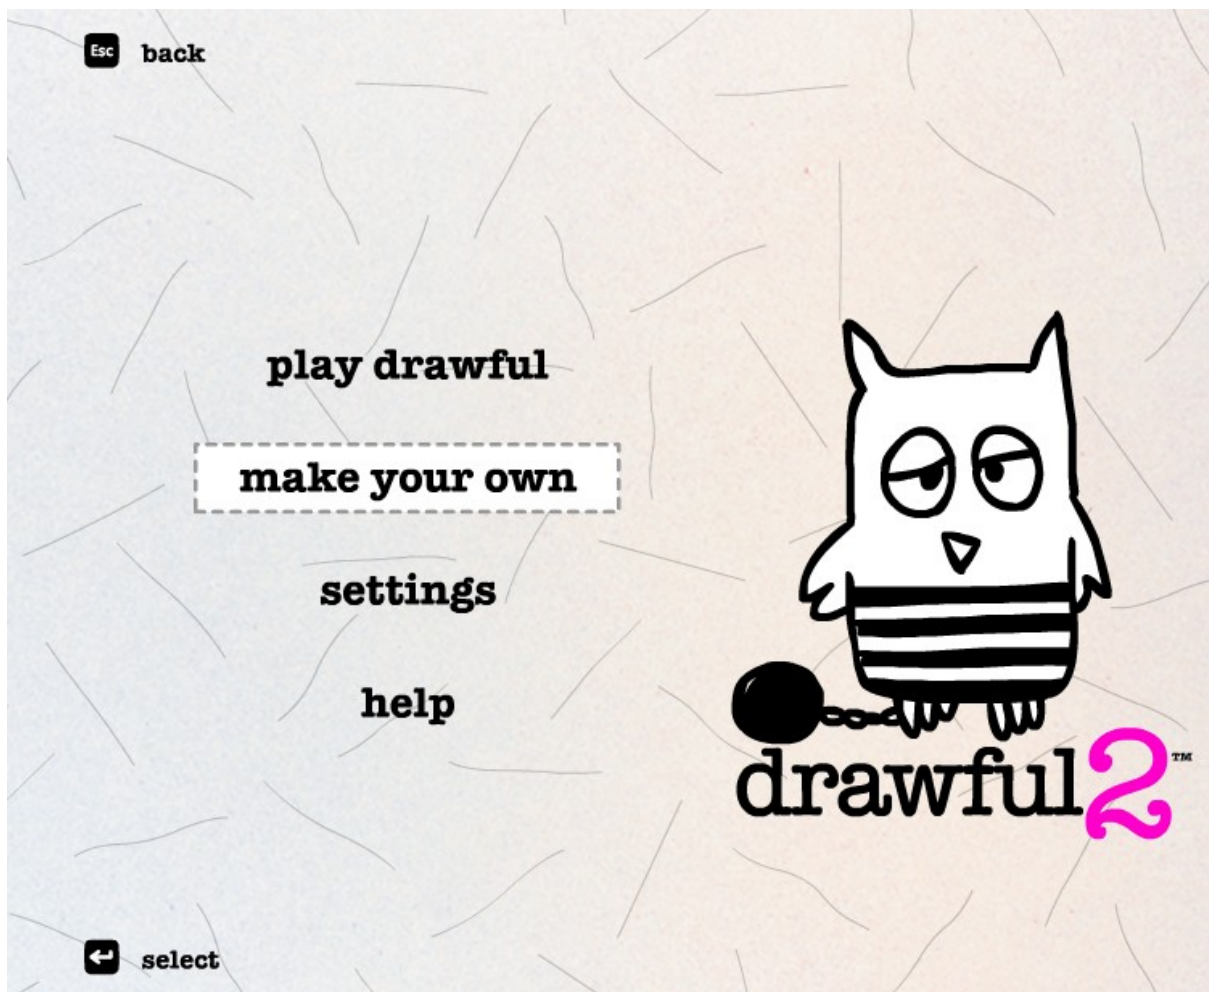 Esc back
play drawful
make your own
settings
help
drawful2™
select